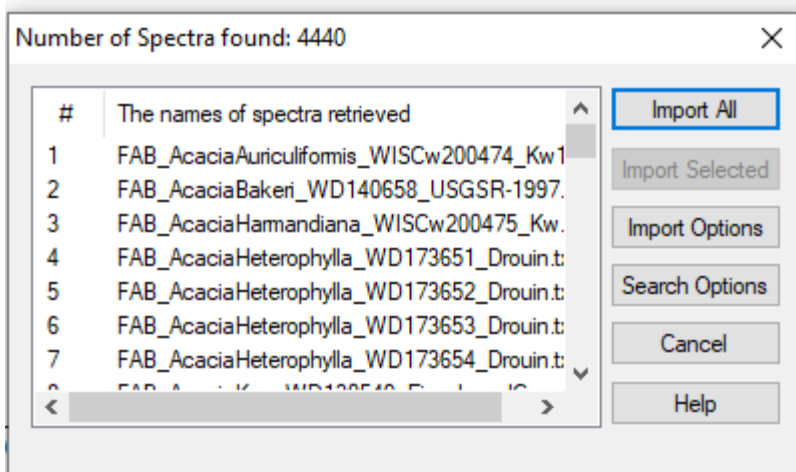 Number of Spectra found: 4440
# The names of spectra retrieved
1 FAB_AcaciaAuriculiformis_WISCw200474_Kw1
2 FAB_AcaciaBakeri_WD140658_USGSR-1997.
3 FAB_AcaciaHarmandiana_WISCw200475_Kw.
4 FAB_AcaciaHeterophylla_WD173651_Drouin.t
5 FAB_AcaciaHeterophylla_WD173652_Drouin.t
6 FAB_AcaciaHeterophylla_WD173653_Drouin.t
7 FAB_AcaciaHeterophylla_WD173654_Drouin.t
Import All
Import Selected
Import Options
Search Options
Cancel
Help